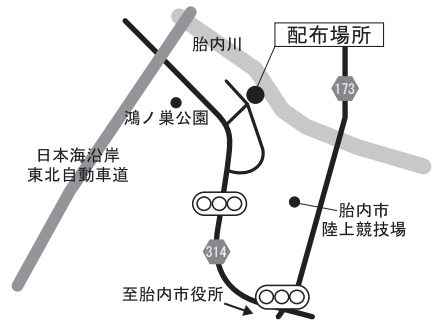 配布場所
胎内川
173
鴻ノ巣公園
日本海沿岸
東北自動車道
胎内市
陸上競技場
314
至胎内市役所